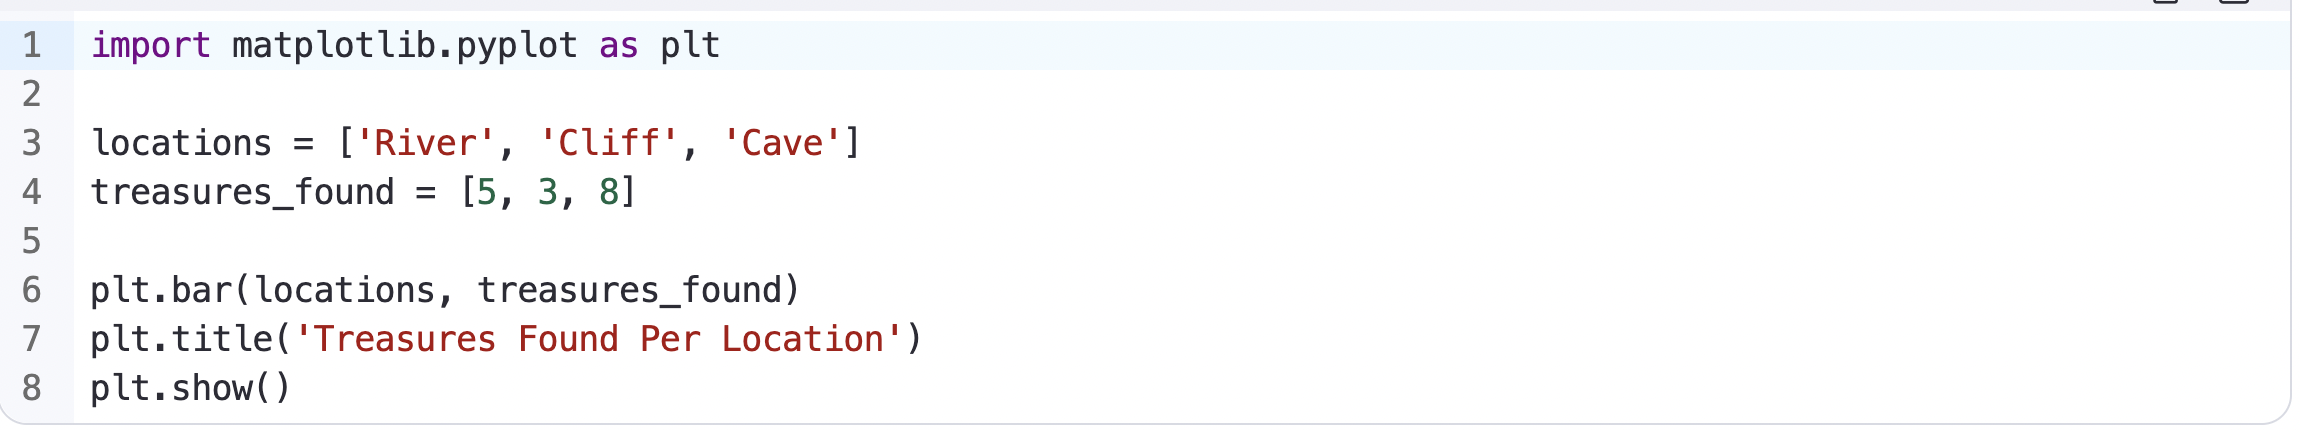 1 import matplotlib.pyplot as plt
2
3 locations = ['River', 'Cliff', 'Cave']
4 treasures_found = [5, 3, 8]
5
6 plt.bar(locations, treasures_found)
7 plt.title('Treasures Found Per Location')
8 plt.show()